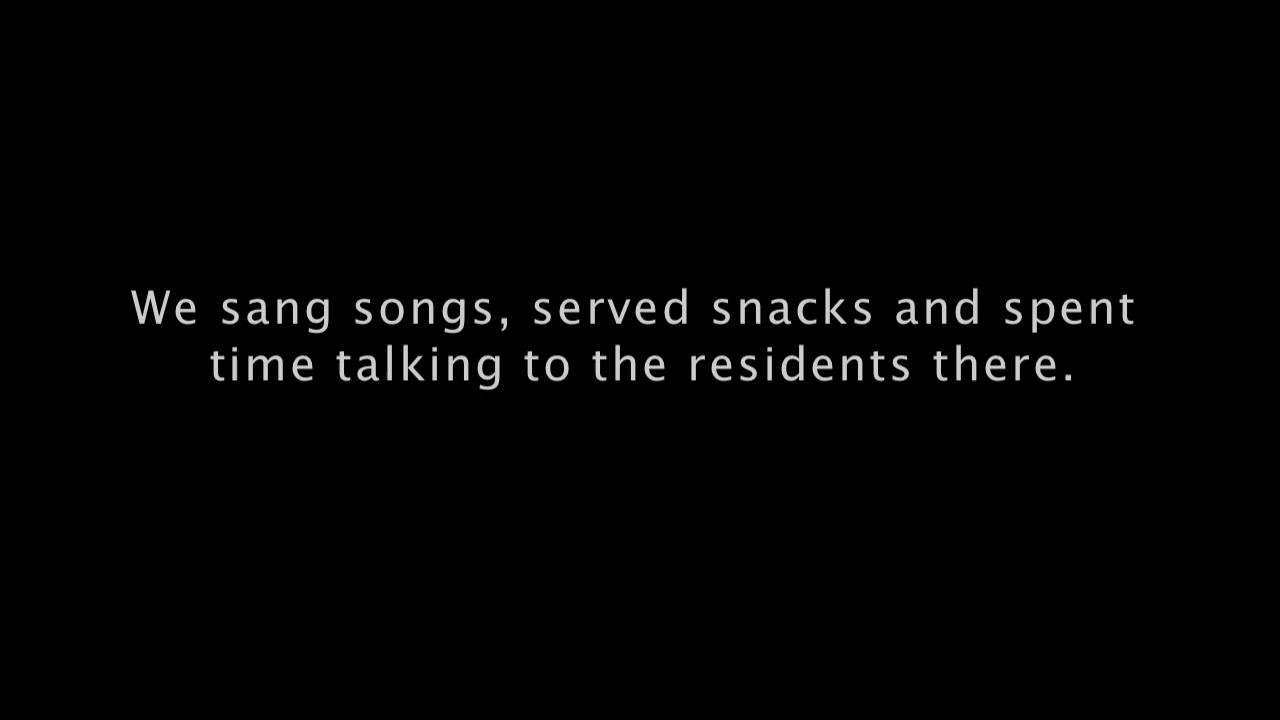 We sang songs, served snacks and spent
time talking to the residents there.